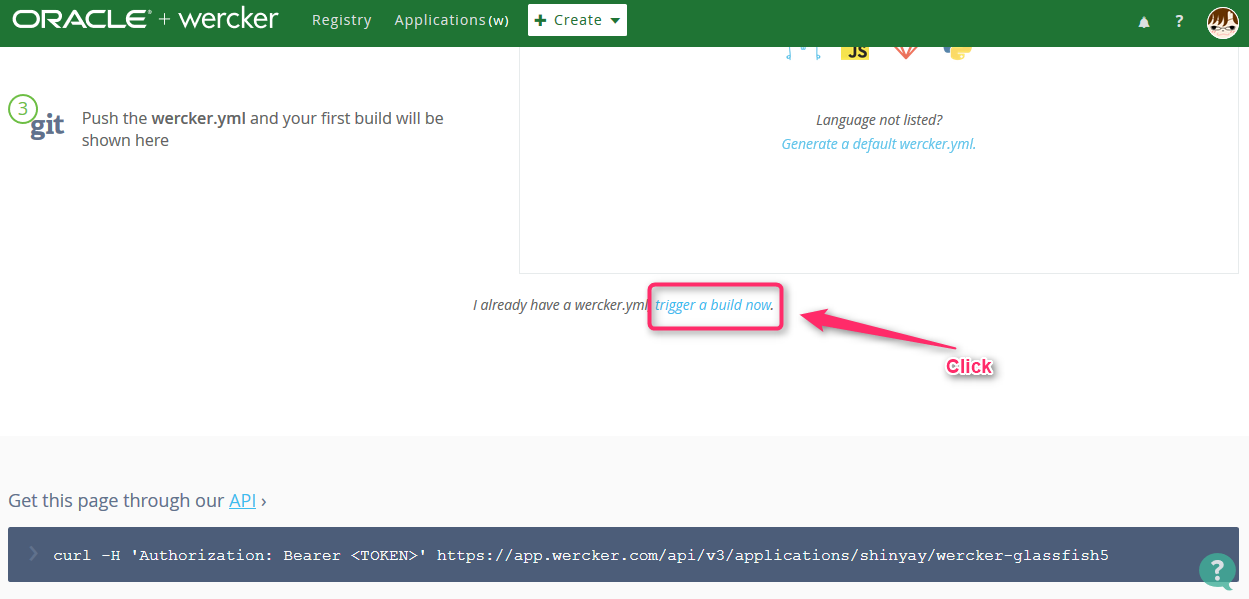 ORACLE + wercker Registry Applications(w) + Create ?
JS
3 git Push the wercker.yml and your first build will be
shown here
Language not listed?
Generate a default wercker.yml.
I already have a wercker.yml trigger a build now.
Click
Get this page through our API ›
curl -H 'Authorization: Bearer <TOKEN>' https://app.wercker.com/api/v3/applications/shinyay/wercker-glassfish5
?